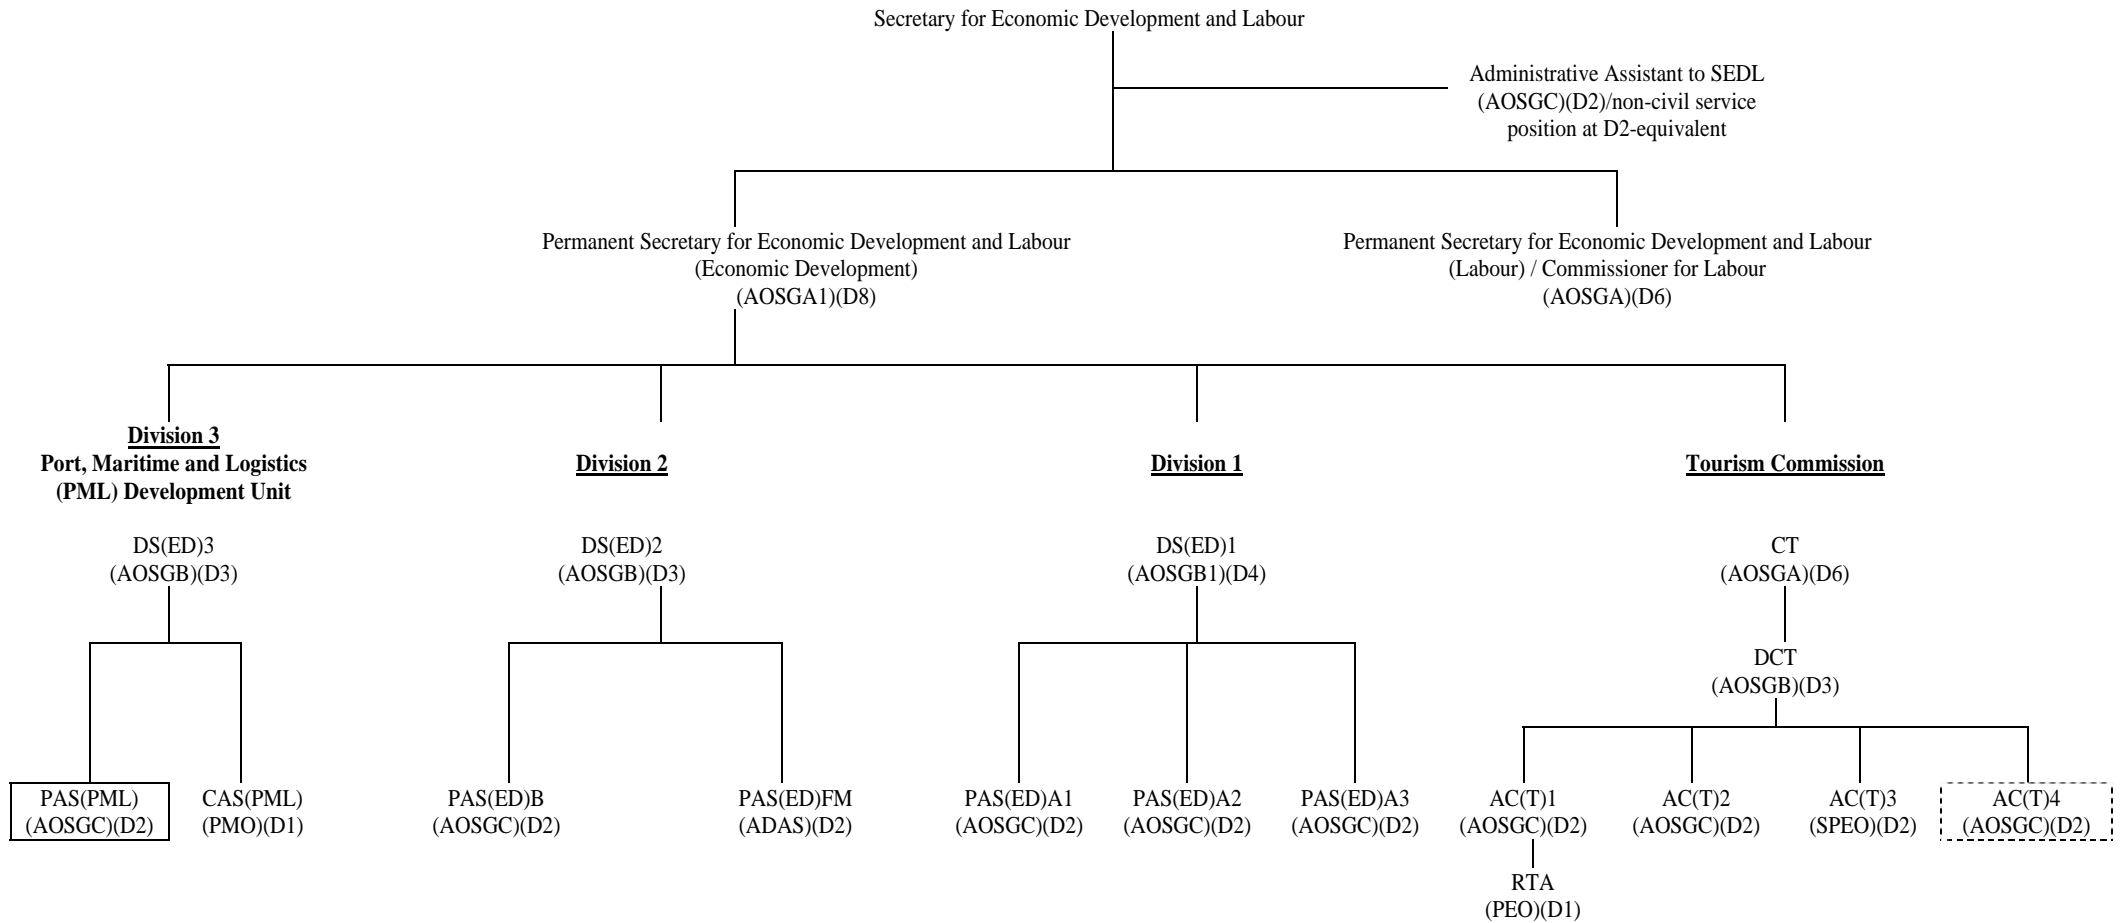 Secretary for Economic Development and Labour
Administrative Assistant to SEDL
(AOSGC)(D2)/non-civil service
position at D2-equivalent
Permanent Secretary for Economic Development and Labour
(Economic Development)
(AOSGA1)(D8)
Permanent Secretary for Economic Development and Labour
(Labour) / Commissioner for Labour
(AOSGA)(D6)
Division 3
Port, Maritime and Logistics
(PML) Development Unit
Division 2
Division 1
Tourism Commission
DS(ED)3
(AOSGB)(D3)
DS(ED)2
(AOSGB)(D3)
DS(ED)1
(AOSGB1)(D4)
CT
(AOSGA)(D6)
DCT
(AOSGB)(D3)
PAS(PML)
(AOSGC)(D2)
CAS(PML)
(PMO)(D1)
PAS(ED)B
(AOSGC)(D2)
PAS(ED)FM
(ADAS)(D2)
PAS(ED)A1
(AOSGC)(D2)
PAS(ED)A2
(AOSGC)(D2)
PAS(ED)A3
(AOSGC)(D2)
AC(T)1
(AOSGC)(D2)
AC(T)2
(AOSGC)(D2)
AC(T)3
(SPEO)(D2)
AC(T)4
(AOSGC)(D2)
RTA
(PEO)(D1)